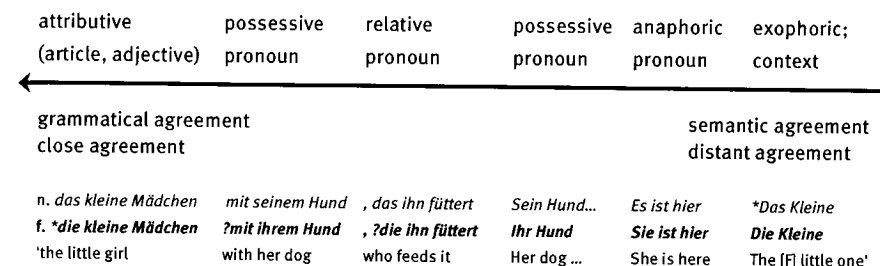 attributive possessive relative possessive anaphoric exophoric;
(article, adjective) pronoun pronoun pronoun pronoun context
grammatical agreement semantic agreement
close agreement distant agreement
n. das kleine Mädchen mit seinem Hund , das ihn füttert Sein Hund... Es ist hier *Das Kleine
f. *die kleine Mädchen ?mit ihrem Hund , ?die ihn füttert Ihr Hund Sie ist hier Die Kleine
'the little girl with her dog who feeds it Her dog ... She is here The [F] little one'